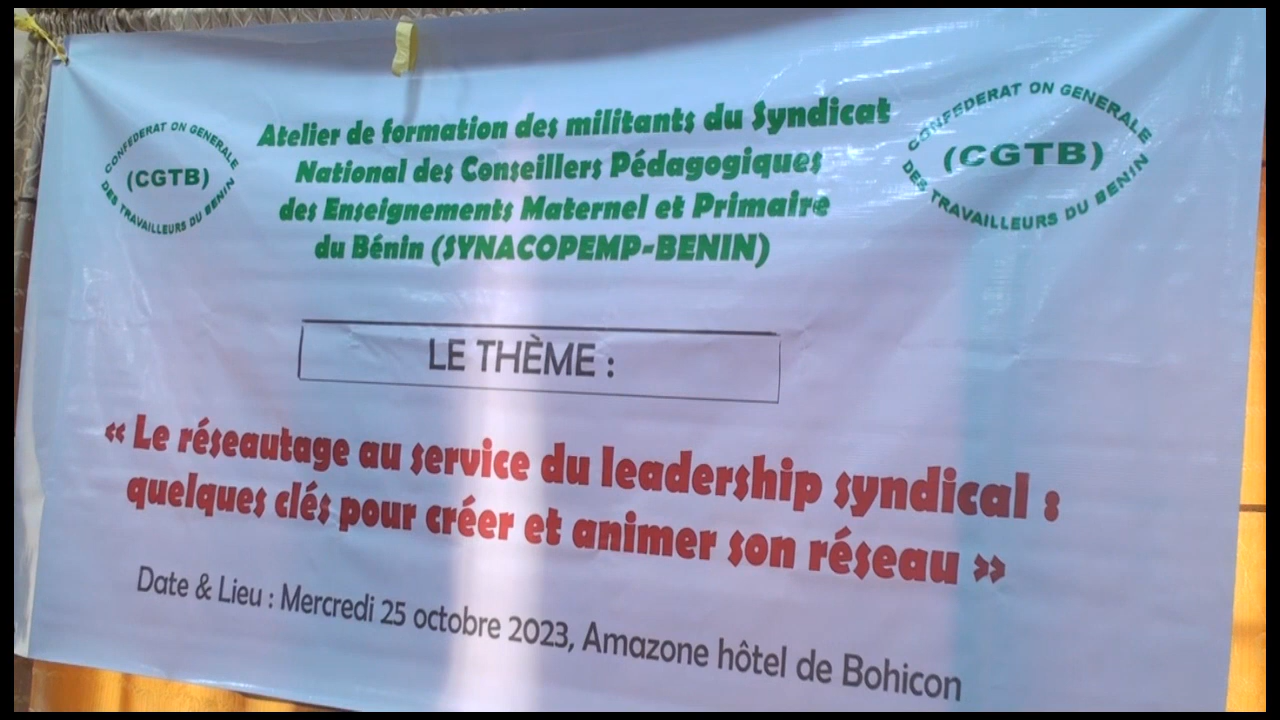 CONFEDERAT ON GENERALE
(CGTB)
DES TRAVAILLEURS DU BENIN
Atelier de formation des militants du Syndicat
National des Conseillers Pédagogiques
des Enseignements Maternel et Primaire
du Bénin (SYNACOPEMP-BENIN)
CONFEDERAT ON GENERALE
(CGTB)
DES TRAVAILLEURS DU BENIN
LE THÈME :
« Le réseautage au service du leadership syndical :
quelques clés pour créer et animer son réseau »
Date & Lieu : Mercredi 25 octobre 2023, Amazone hôtel de Bohicon